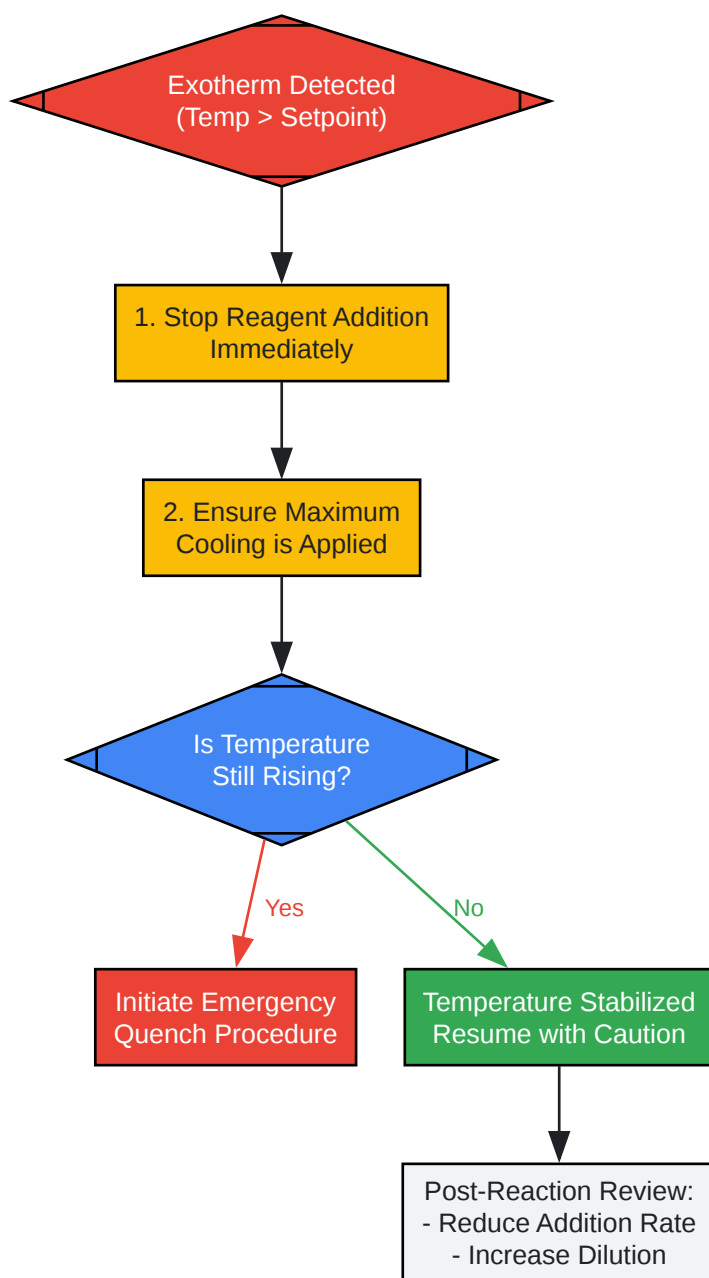 Exotherm Detected
(Temp > Setpoint)
1. Stop Reagent Addition
Immediately
2. Ensure Maximum
Cooling is Applied
Is Temperature
Still Rising?
Yes
No
Initiate Emergency
Quench Procedure
Temperature Stabilized
Resume with Caution
Post-Reaction Review:
- Reduce Addition Rate
- Increase Dilution